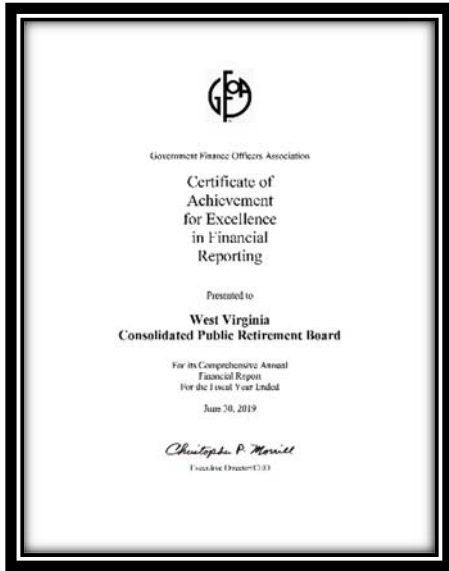 GFOA
Government Finance Officers Association
Certificate of
Achievement
for Excellence
in Financial
Reporting
Presented to
West Virginia
Consolidated Public Retirement Board
For its Comprehensive Annual
Financial Report
For the Fiscal Year Ended
June 30, 2019
Christopher P. Morrill
Executive Director/CEO